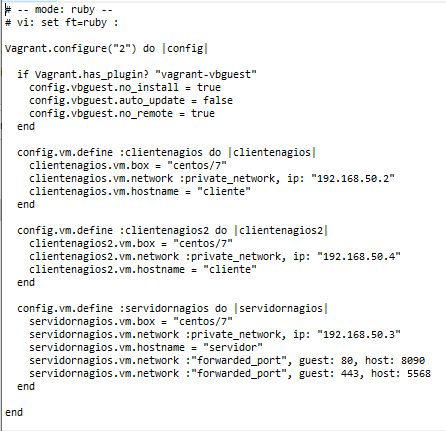 # -- mode: ruby --
# vi: set ft=ruby :

Vagrant.configure("2") do |config|

  if Vagrant.has_plugin? "vagrant-vbguest"
    config.vbguest.no_install = true
    config.vbguest.auto_update = false
    config.vbguest.no_remote = true
  end

  config.vm.define :clientenagios do |clientenagios|
    clientenagios.vm.box = "centos/7"
    clientenagios.vm.network :private_network, ip: "192.168.50.2"
    clientenagios.vm.hostname = "cliente"
  end

  config.vm.define :clientenagios2 do |clientenagios2|
    clientenagios2.vm.box = "centos/7"
    clientenagios2.vm.network :private_network, ip: "192.168.50.4"
    clientenagios2.vm.hostname = "cliente"
  end

  config.vm.define :servidornagios do |servidornagios|
    servidornagios.vm.box = "centos/7"
    servidornagios.vm.network :private_network, ip: "192.168.50.3"
    servidornagios.vm.hostname = "servidor"
    servidornagios.vm.network :"forwarded_port", guest: 80, host: 8090
    servidornagios.vm.network :"forwarded_port", guest: 443, host: 5568
  end

end